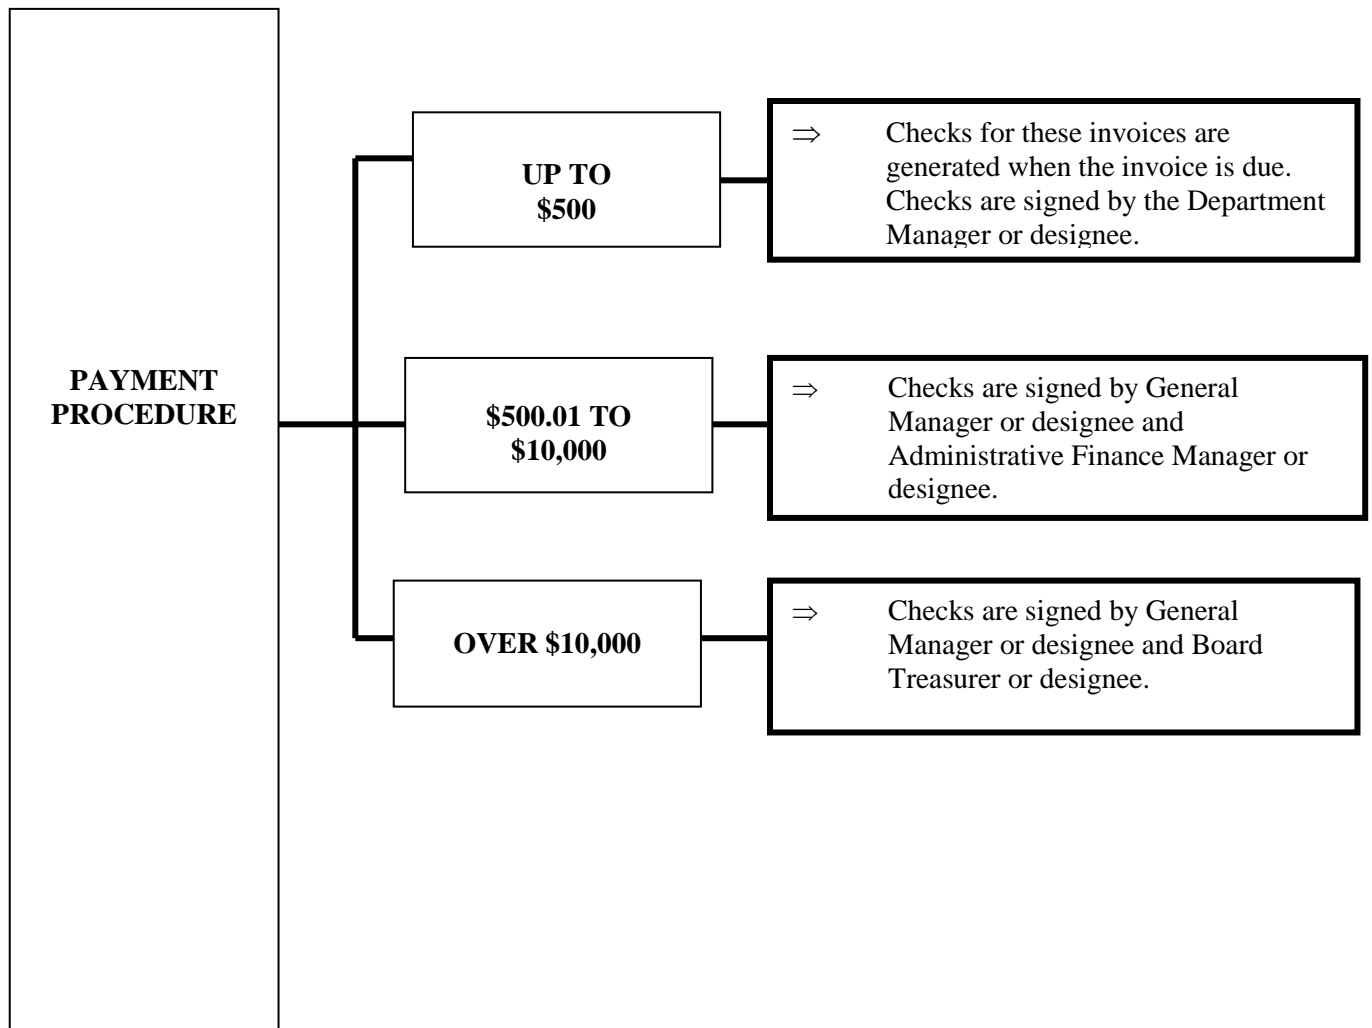 PAYMENT
PROCEDURE
UP TO
$500
⇒ Checks for these invoices are
generated when the invoice is due.
Checks are signed by the Department
Manager or designee.
$500.01 TO
$10,000
⇒ Checks are signed by General
Manager or designee and
Administrative Finance Manager or
designee.
OVER $10,000
⇒ Checks are signed by General
Manager or designee and Board
Treasurer or designee.